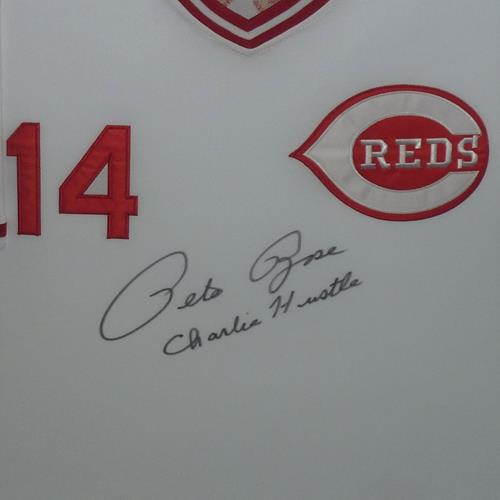 14
REDS
Pete Rose
Charlie Hustle